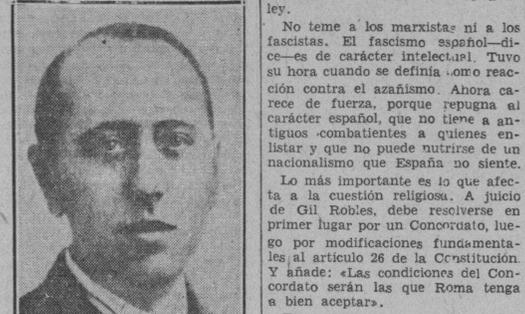 ley.
No teme a los marxistas ni a los
fascistas. El fascismo español—di-
ce—es de carácter intelectual. Tuvo
su hora cuando se definía como reac-
ción contra el azañismo. Ahora ca-
rece de fuerza, porque repugna al
carácter español, que no tiene a an-
tiguos combatientes a quienes en-
listar y que no puede nutrirse de un
nacionalismo que España no siente.
Lo más importante es lo que afec-
ta a la cuestión religiosa. A juicio
de Gil Robles, debe resolverse en
primer lugar por un Concordato, lue-
go por modificaciones fundamenta-
les al artículo 26 de la Constitución.
Y añade: «Las condiciones del Con-
cordato serán las que Roma tenga
a bien aceptar».